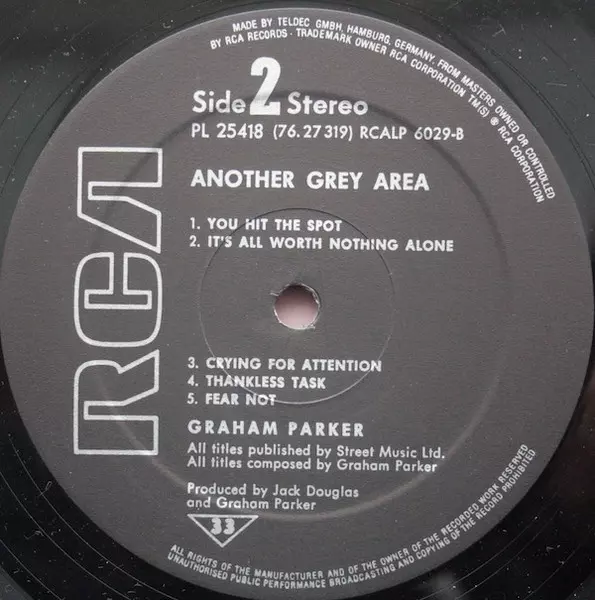 MADE BY TELDEC GMBH, HAMBURG, GERMANY, FROM MASTERS OWNED OR CONTROLLED
BY RCA RECORDS · TRADEMARK OWNER RCA CORPORATION TM(S) ® RCA CORPORATION
Side 2 Stereo
PL 25418 (76.27319) RCALP 6029-B
RCA
ANOTHER GREY AREA
1. YOU HIT THE SPOT
2. IT'S ALL WORTH NOTHING ALONE
3. CRYING FOR ATTENTION
4. THANKLESS TASK
5. FEAR NOT
GRAHAM PARKER
All titles published by Street Music Ltd.
All titles composed by Graham Parker
Produced by Jack Douglas
and Graham Parker
33
ALL RIGHTS OF THE MANUFACTURER AND OF THE OWNER OF THE RECORDED WORK RESERVED
UNAUTHORISED PUBLIC PERFORMANCE BROADCASTING AND COPYING OF THE RECORD PROHIBITED